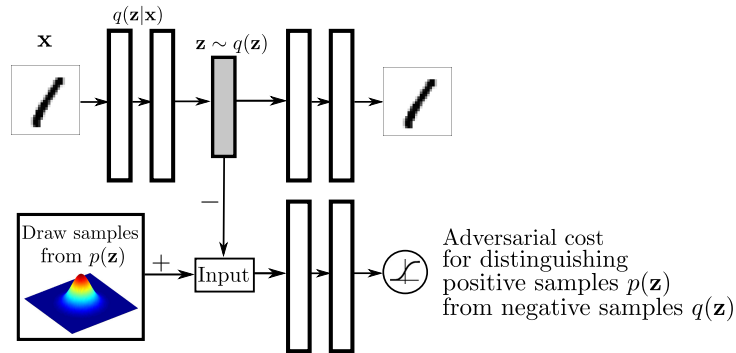 q(z|x)
x
z ∼ q(z)
−
Draw samples
from p(z)
+
Input
Adversarial cost
for distinguishing
positive samples p(z)
from negative samples q(z)